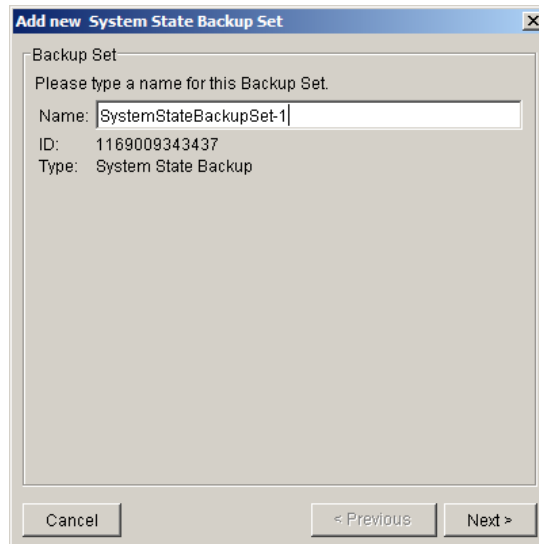 Add new System State Backup Set
Backup Set
Please type a name for this Backup Set.
Name: SystemStateBackupSet-1
ID: 1169009343437
Type: System State Backup
Cancel < Previous Next >